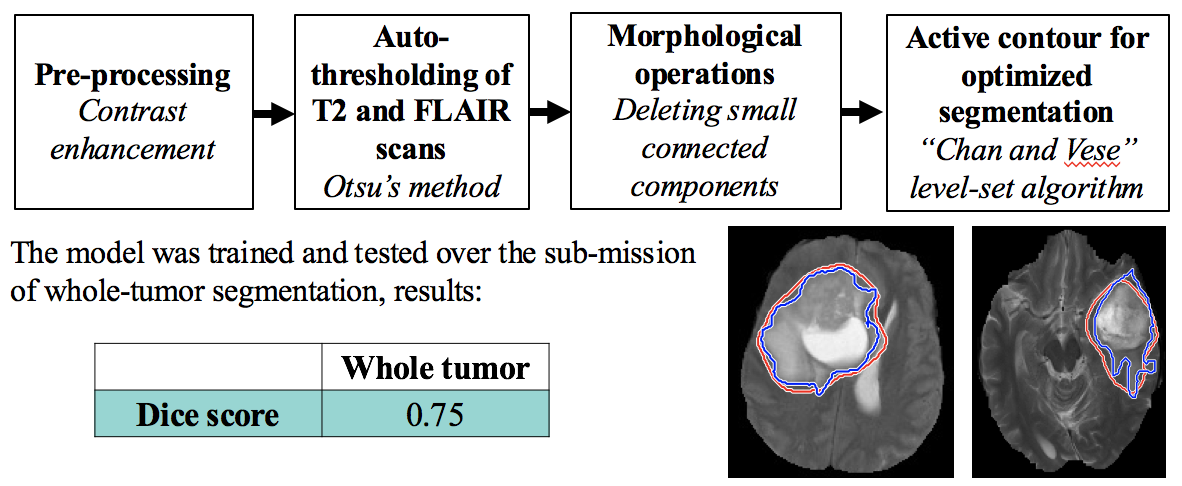 Pre-processing
Contrast
enhancement
Auto-
thresholding of
T2 and FLAIR
scans
Otsu's method
Morphological
operations
Deleting small
connected
components
Active contour for
optimized
segmentation
“Chan and Vese”
level-set algorithm
The model was trained and tested over the sub-mission
of whole-tumor segmentation, results:
Whole tumor
Dice score 0.75